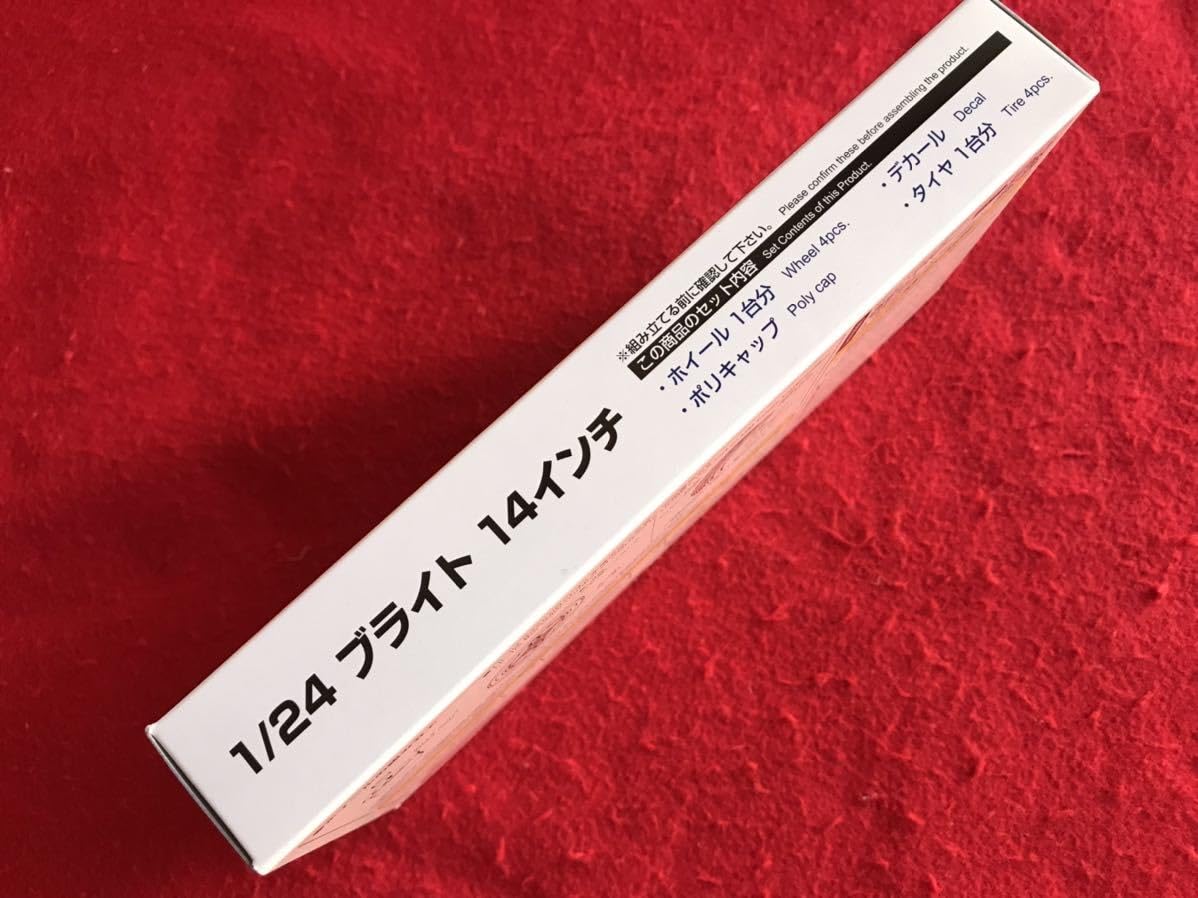 1/24 ブライト 14インチ
※組み立てる前に確認して下さい。 Please confirm these before assembling the product.
この商品のセット内容 Set Contents of this Product.
・ホイール 1台分 Wheel 4pcs.
・デカール Decal
・ポリキャップ Poly cap
・タイヤ 1台分 Tire 4pcs.